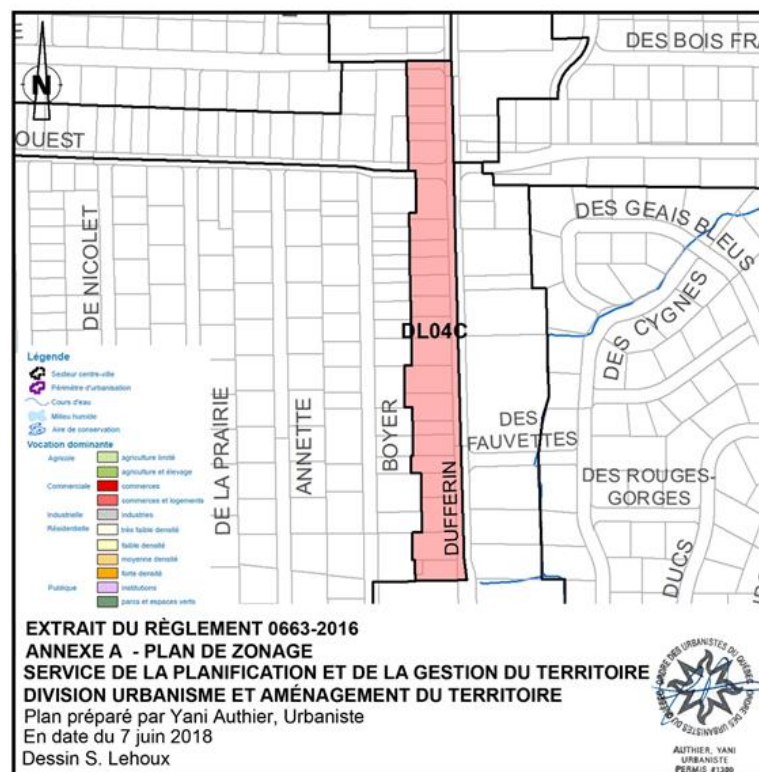 DES BOIS FRA
N
OUEST
DE NICOLET
DES GEAIS BLEUS
DES CYGNES
DL04C
Légende
Secteur centre-ville
Périmètre d'urbanisation
Cours d'eau
Milieu humide
Aire de conservation
Vocation dominante
Agricole agriculture limité
agriculture et élevage
Commerciale commerces
commerces et logements
Industrielle industries
Résidentielle très faible densité
faible densité
moyenne densité
forte densité
Publique institutions
parcs et espaces verts
DE LA PRAIRIE
ANNETTE
BOYER
DUFFERIN
DES
FAUVETTES
DES ROUGES-
GORGES
DUCS
EXTRAIT DU RÈGLEMENT 0663-2016
ANNEXE A - PLAN DE ZONAGE
SERVICE DE LA PLANIFICATION ET DE LA GESTION DU TERRITOIRE
DIVISION URBANISME ET AMÉNAGEMENT DU TERRITOIRE
Plan préparé par Yani Authier, Urbaniste
En date du 7 juin 2018
Dessin S. Lehoux
ORDRE DES URBANISTES DU QUÉBEC
AUTHIER, YANI
URBANISTE
PERMIS #1300